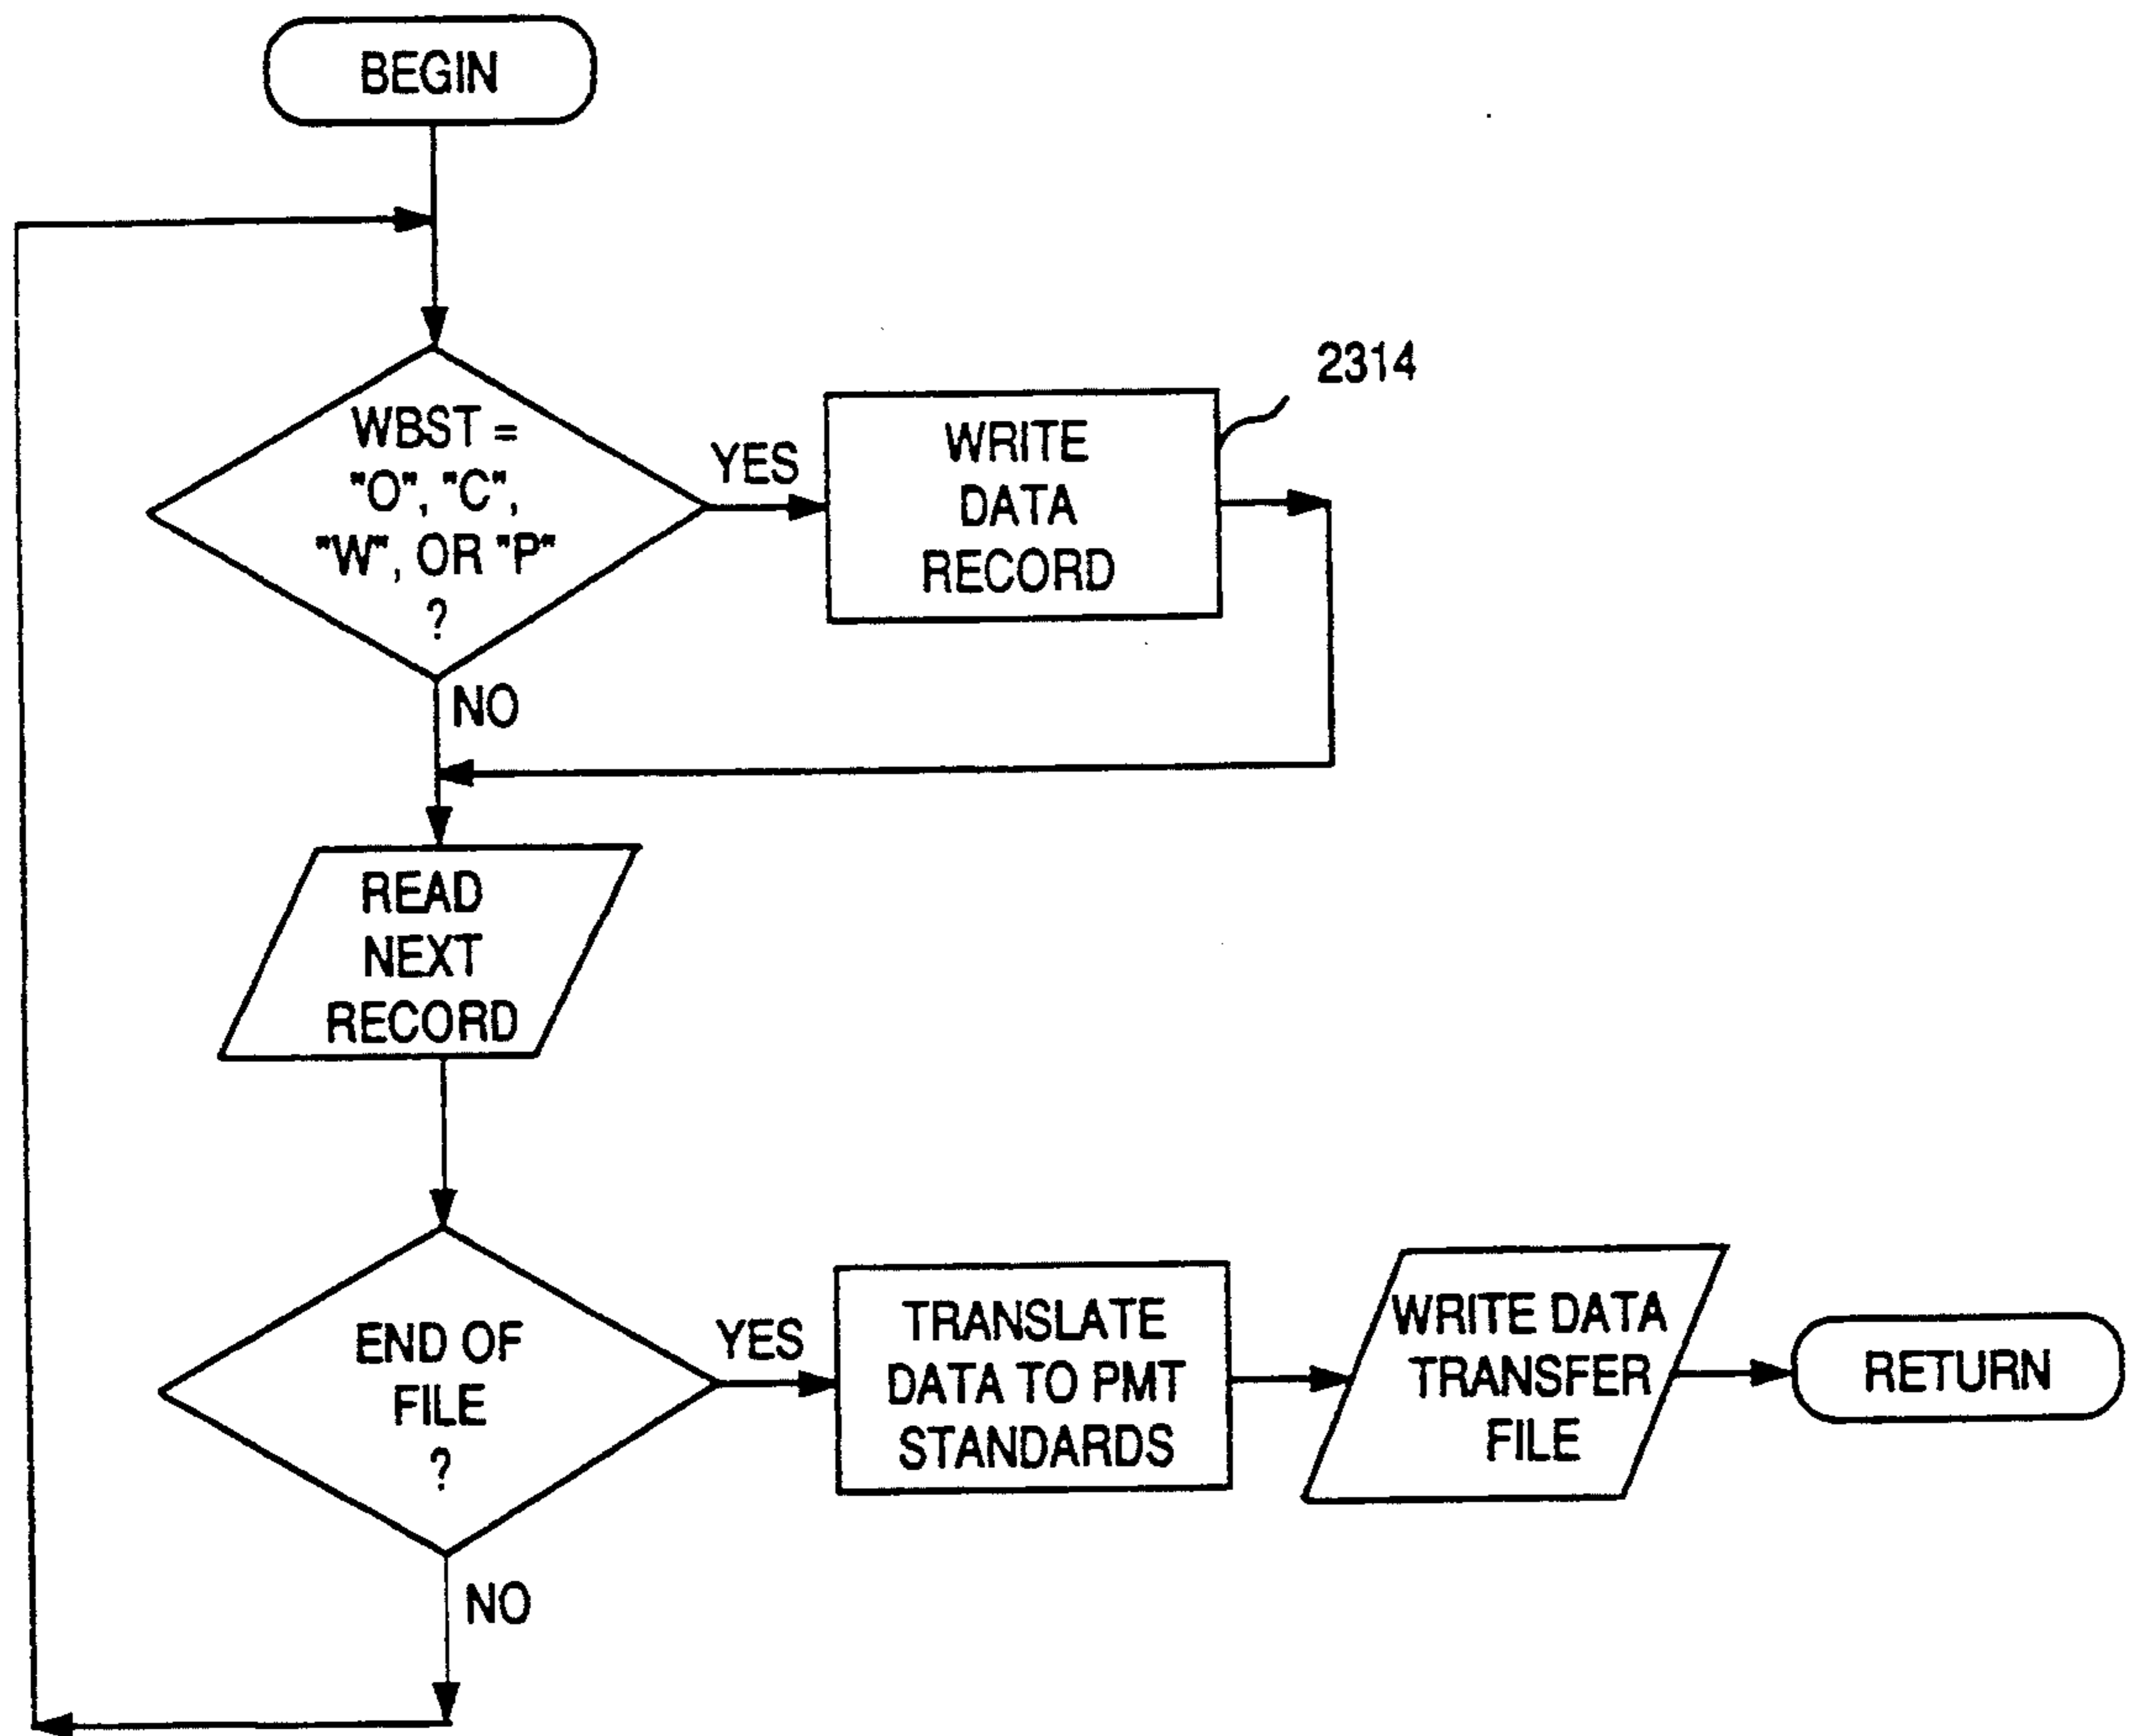 BEGIN
WBST =
"O", "C",
"W", OR "P"
?
YES
WRITE
DATA
RECORD
2314
NO
READ
NEXT
RECORD
END OF
FILE
?
YES
TRANSLATE
DATA TO PMT
STANDARDS
WRITE DATA
TRANSFER
FILE
RETURN
NO